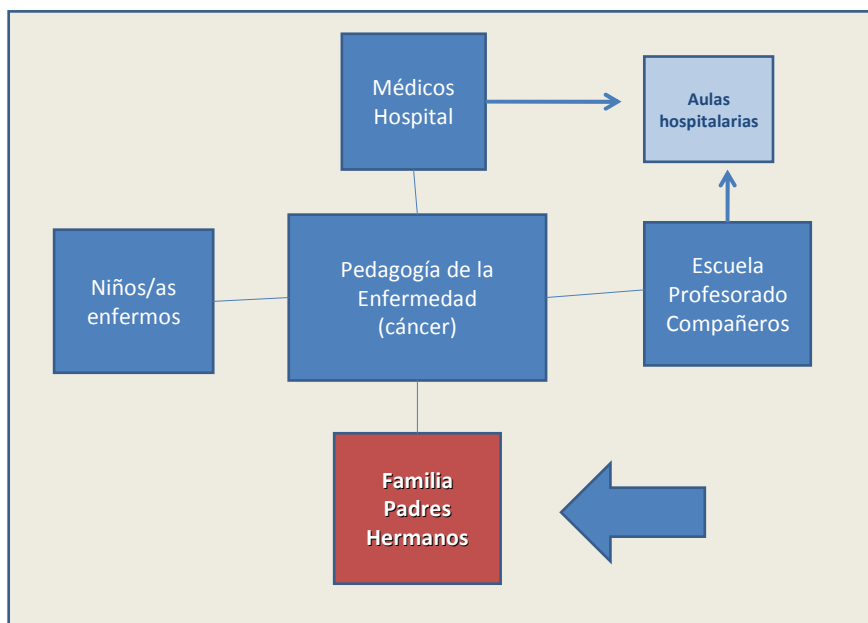 Médicos
Hospital
Aulas
hospitalarias
Niños/as
enfermos
Pedagogía de la
Enfermedad
(cáncer)
Escuela
Profesorado
Compañeros
Familia
Padres
Hermanos